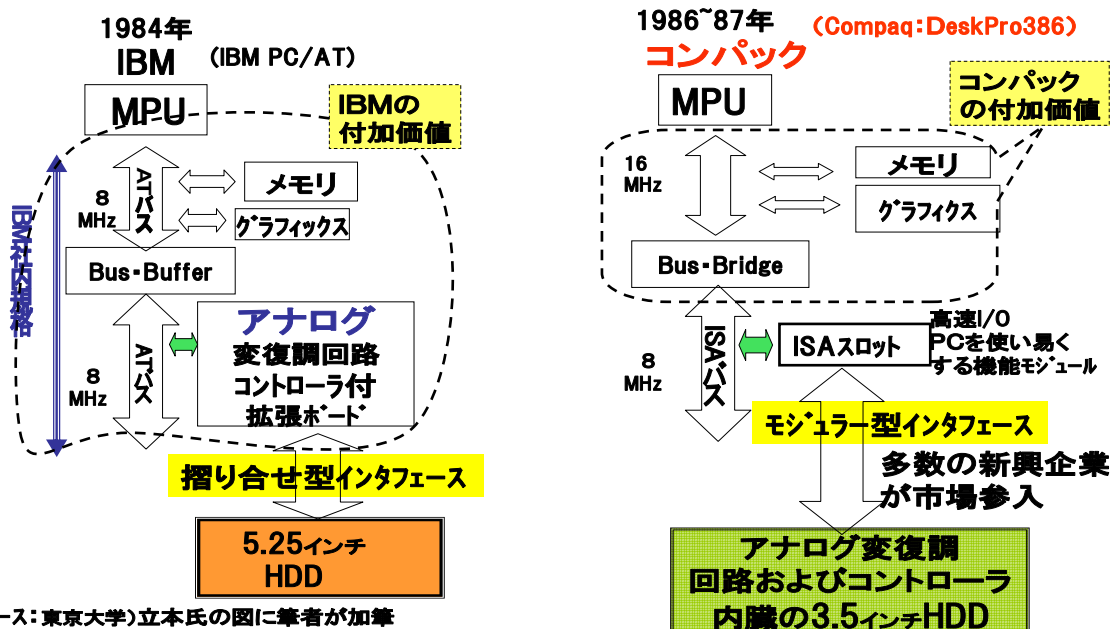 1984年
IBM
(IBM PC/AT)
MPU
IBMの
付加価値
ATバス
8
MHz
メモリ
グラフィックス
Bus・Buffer
IBM社内規格
ATバス
8
MHz
アナログ
変復調回路
コントローラ付
拡張ボード
摺り合せ型インタフェース
5.25インチ
HDD
ース：東京大学)立本氏の図に筆者が加筆
1986~87年
(Compaq：DeskPro386)
コンパック
MPU
コンパック
の付加価値
16
MHz
メモリ
グラフィクス
Bus・Bridge
ISAバス
8
MHz
ISAスロット
高速I/O
PCを使い易く
する機能モジュール
モジュラー型インタフェース
多数の新興企業
が市場参入
アナログ変復調
回路およびコントローラ
内臓の3.5インチHDD